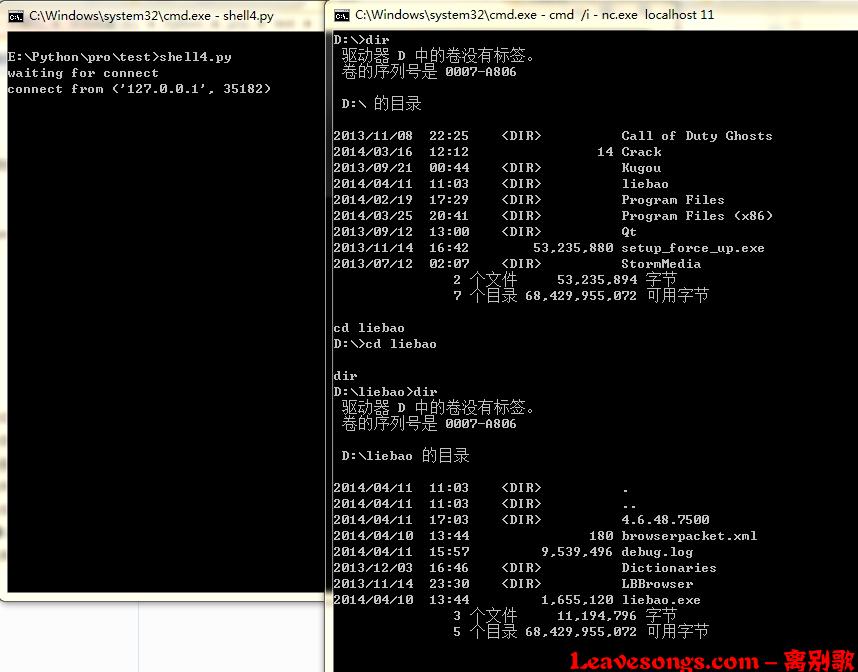 C:\Windows\system32\cmd.exe - shell4.py
E:\Python\pro\test>shell4.py
waiting for connect
connect from ('127.0.0.1', 35182)
C:\Windows\system32\cmd.exe - cmd /i - nc.exe localhost 11
D:\>dir
驱动器 D 中的卷没有标签。
卷的序列号是 0007-A806
D:\ 的目录
2013/11/08 22:25 <DIR> Call of Duty Ghosts
2014/03/16 12:12 14 Crack
2013/09/21 00:44 <DIR> Kugou
2014/04/11 11:03 <DIR> liebao
2014/02/19 17:29 <DIR> Program Files
2014/03/25 20:41 <DIR> Program Files (x86)
2013/09/12 13:00 <DIR> Qt
2013/11/14 16:42 53,235,880 setup_force_up.exe
2013/07/12 02:07 <DIR> StormMedia
2 个文件 53,235,894 字节
7 个目录 68,429,955,072 可用字节
cd liebao
D:\>cd liebao
dir
D:\liebao>dir
驱动器 D 中的卷没有标签。
卷的序列号是 0007-A806
D:\liebao 的目录
2014/04/11 11:03 <DIR> .
2014/04/11 11:03 <DIR> ..
2014/04/11 17:03 <DIR> 4.6.48.7500
2014/04/10 13:44 180 browserpacket.xml
2014/04/11 15:57 9,539,496 debug.log
2013/12/03 16:46 <DIR> Dictionaries
2013/11/14 23:30 <DIR> LBBrowser
2014/04/10 13:44 1,655,120 liebao.exe
3 个文件 11,194,796 字节
5 个目录 68,429,955,072 可用字节
Leavesongs.com - 离别歌